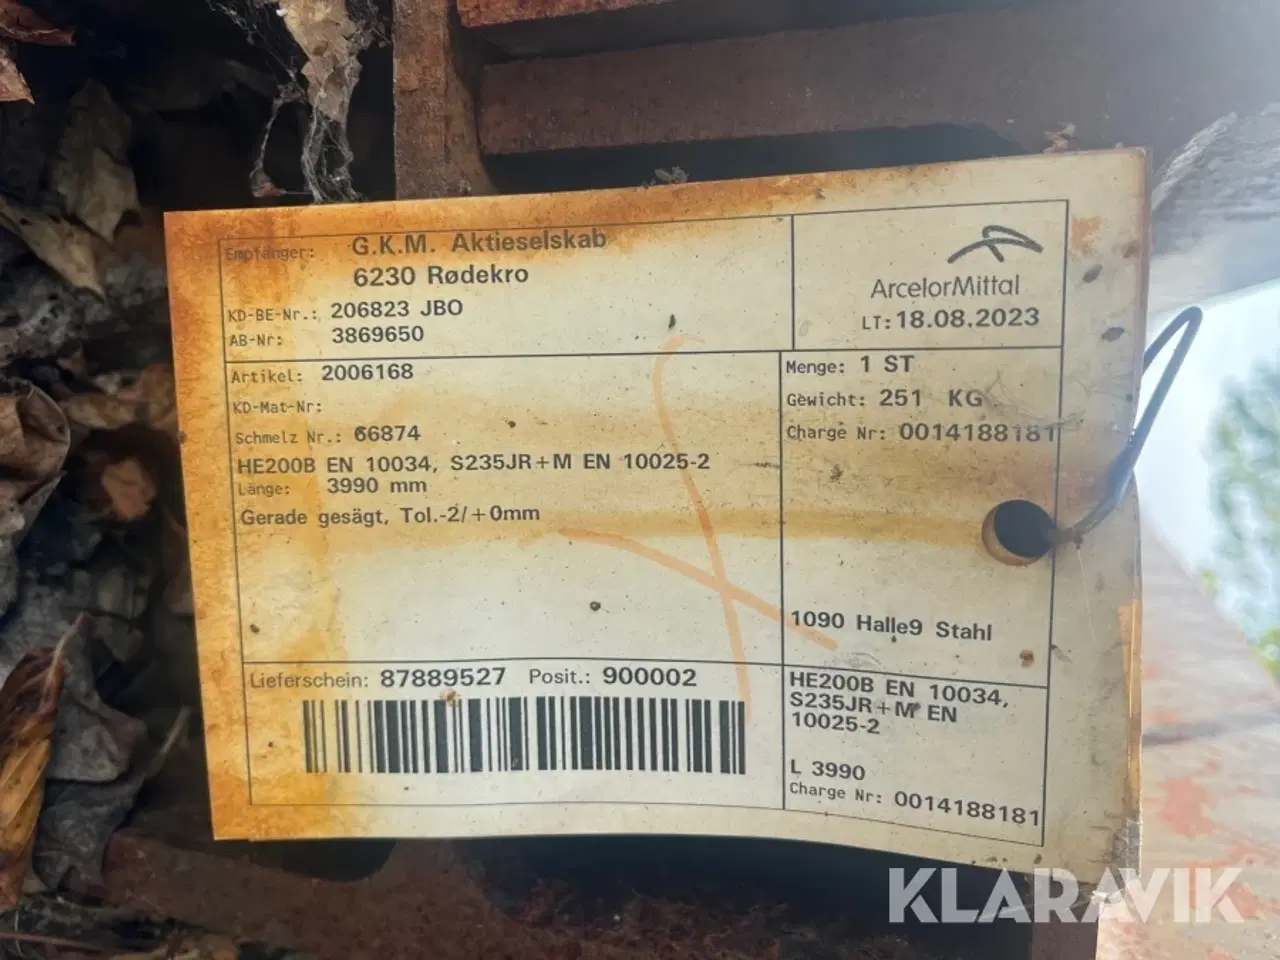 Empfänger: G.K.M. Aktieselskab
6230 Rødekro
KD-BE-Nr.: 206823 JBO
AB-Nr: 3869650
ArcelorMittal
LT: 18.08.2023
Artikel: 2006168
KD-Mat-Nr:
Schmelz Nr.: 66874
HE200B EN 10034, S235JR+M EN 10025-2
Länge: 3990 mm
Gerade gesägt, Tol.-2/+0mm
Menge: 1 ST
Gewicht: 251 KG
Charge Nr: 0014188181
1090 Halle9 Stahl
Lieferschein: 87889527 Posit.: 900002
HE200B EN 10034,
S235JR+M EN
10025-2
L 3990
Charge Nr: 0014188181
KLARAVIK